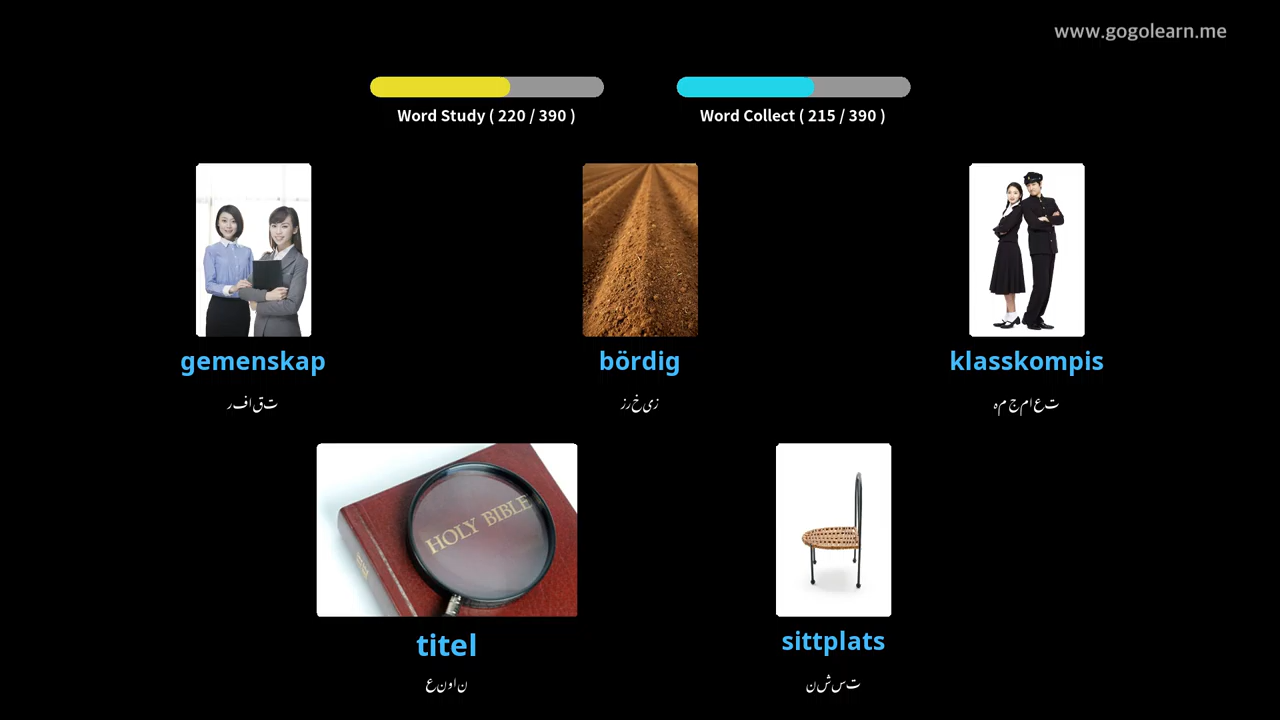 www.gogolearn.me
Word Study ( 220 / 390 )
Word Collect ( 215 / 390 )
gemenskap
bördig
klasskompis
رفاقت
زرخیز
ہم جماعت
HOLY BIBLE
titel
sittplats
عنوان
نشست